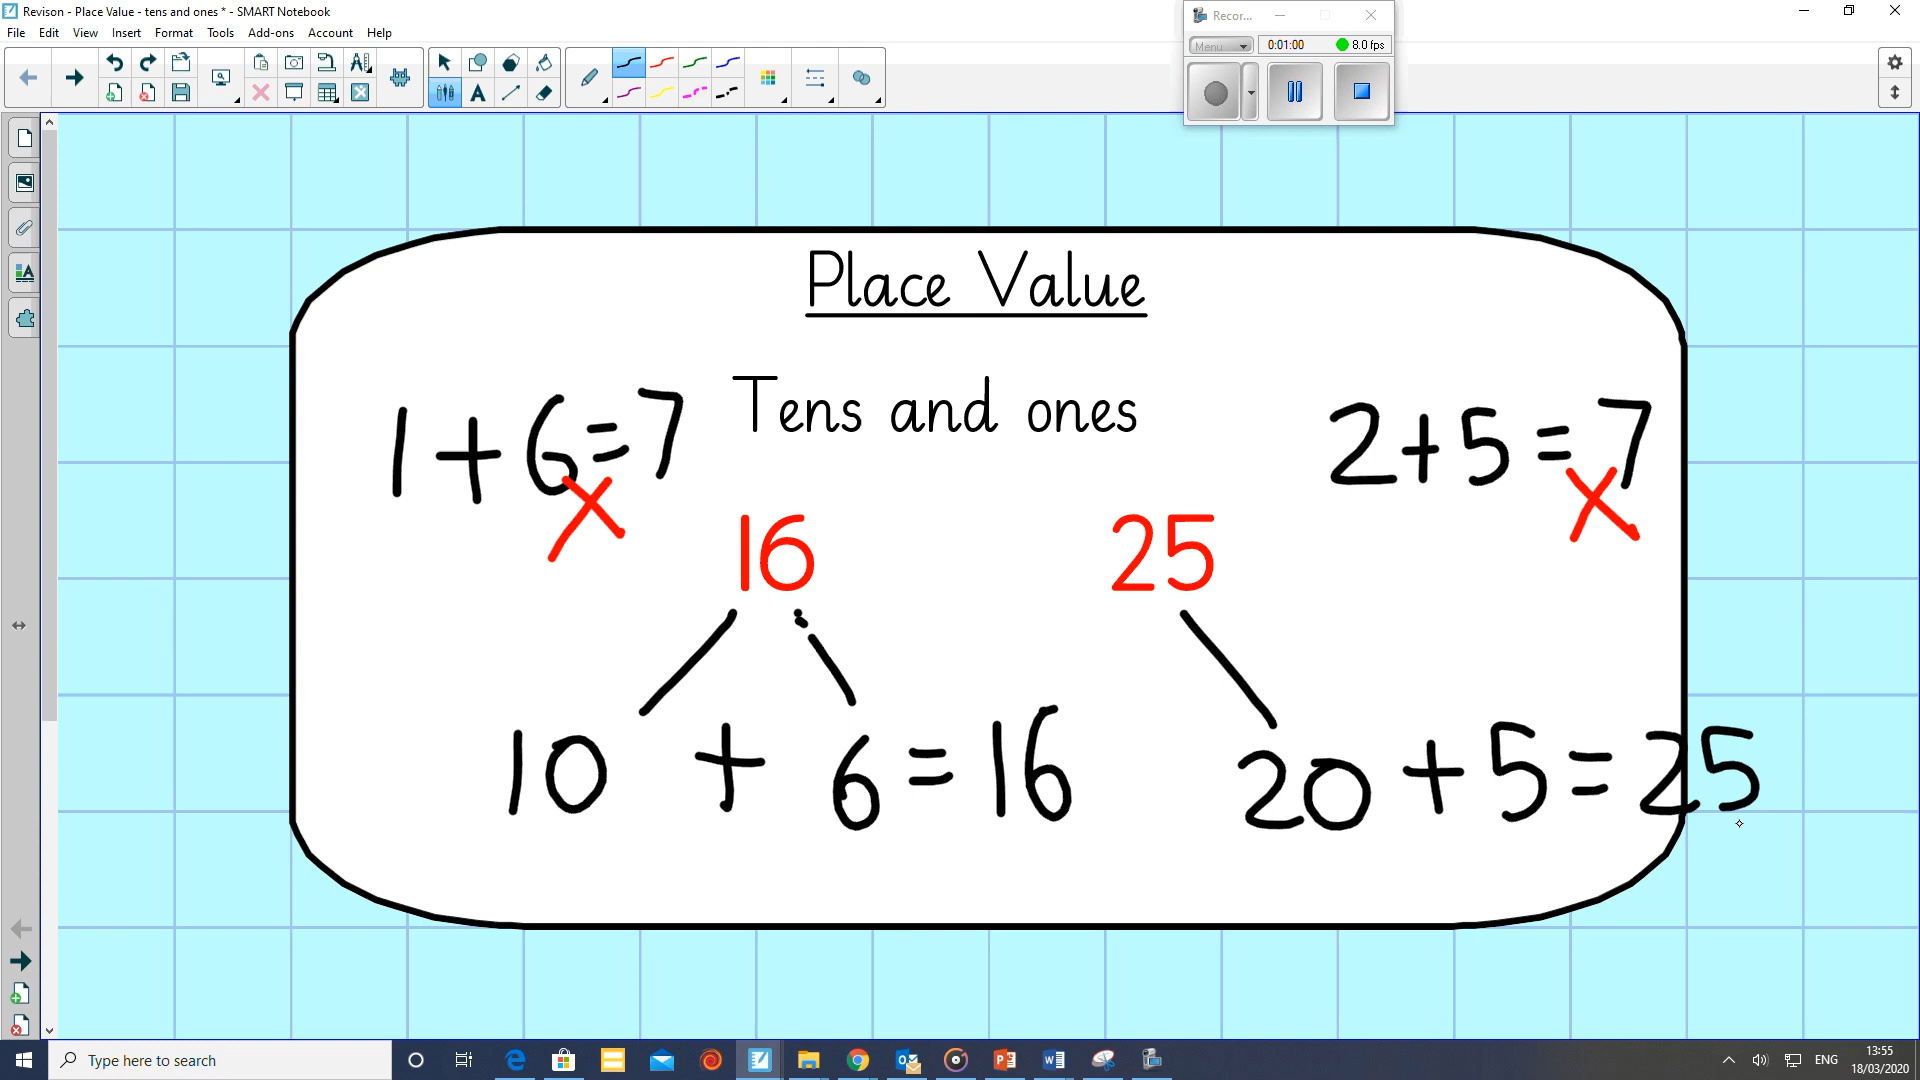 Revison - Place Value - tens and ones * - SMART Notebook
File Edit View Insert Format Tools Add-ons Account Help
Recor...
Menu 0:01:00 8.0 fps
Place Value
Tens and ones
1 + 6 = 7
2 + 5 = 7
16 25
10 + 6 = 16
20 + 5 = 25
Type here to search
ENG
13:55
18/03/2020